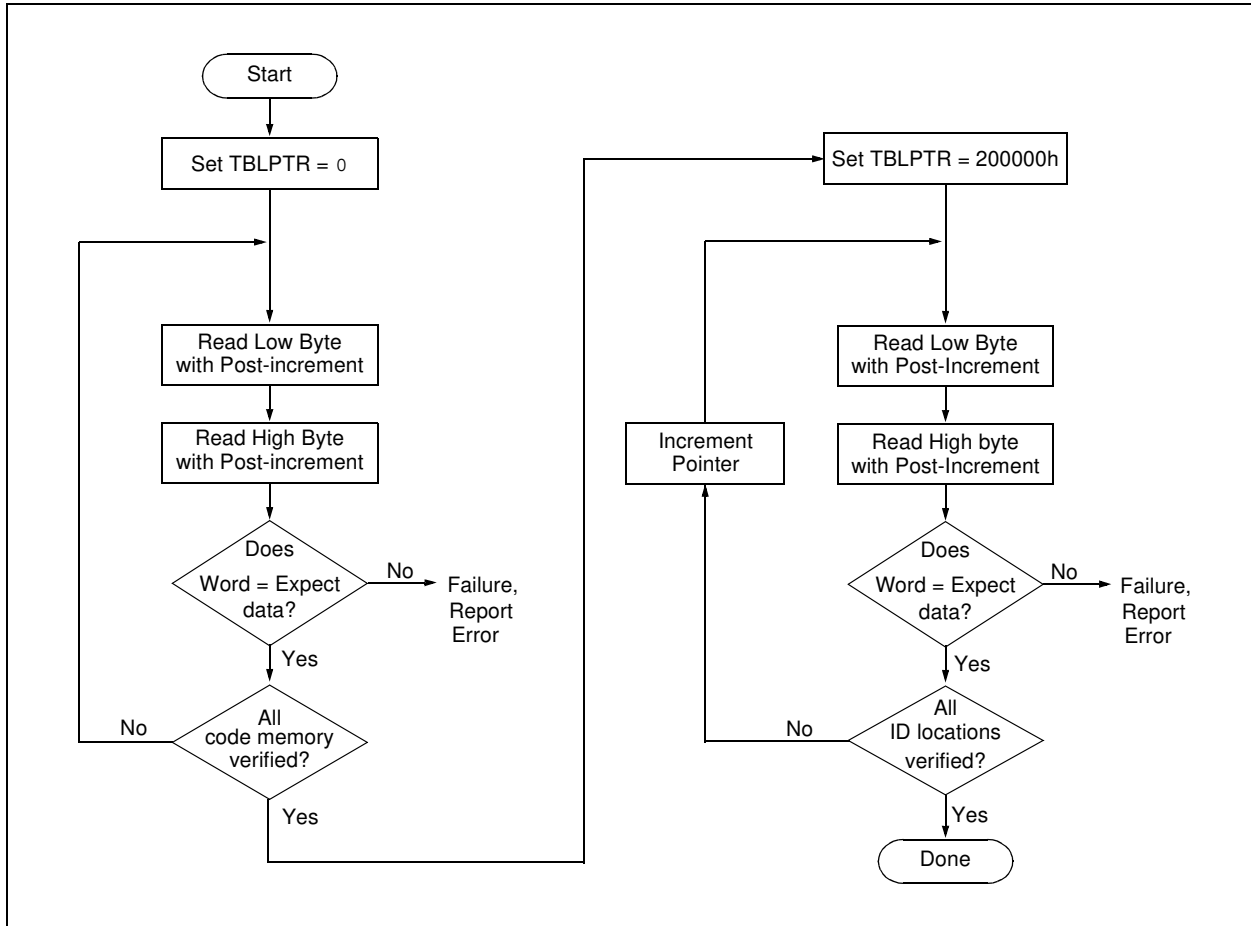 Start
Set TBLPTR = 0
Read Low Byte
with Post-increment
Read High Byte
with Post-increment
Does
Word = Expect
data?
No
Failure,
Report
Error
Yes
All
code memory
verified?
No
Yes
Set TBLPTR = 200000h
Read Low Byte
with Post-Increment
Increment
Pointer
Read High byte
with Post-Increment
Does
Word = Expect
data?
No
Failure,
Report
Error
Yes
All
ID locations
verified?
No
Yes
Done